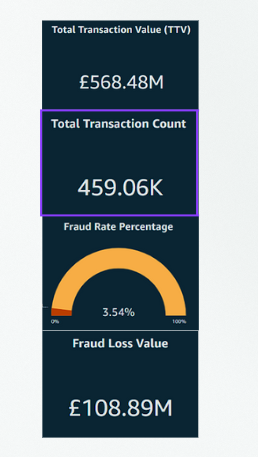 Total Transaction Value (TTV)
£568.48M
Total Transaction Count
459.06K
Fraud Rate Percentage
3.54%
0% 100%
Fraud Loss Value
£108.89M